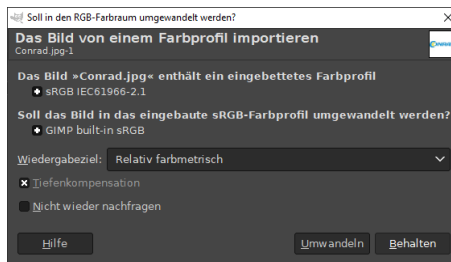 Soll in den RGB-Farbraum umgewandelt werden?
Das Bild von einem Farbprofil importieren
Conrad.jpg-1
CONRAD
Das Bild »Conrad.jpg« enthält ein eingebettetes Farbprofil
sRGB IEC61966-2.1
Soll das Bild in das eingebaute sRGB-Farbprofil umgewandelt werden?
GIMP built-in sRGB
Wiedergabeziel: Relativ farbmetrisch
Tiefenkompensation
Nicht wieder nachfragen
Hilfe Umwandeln Behalten